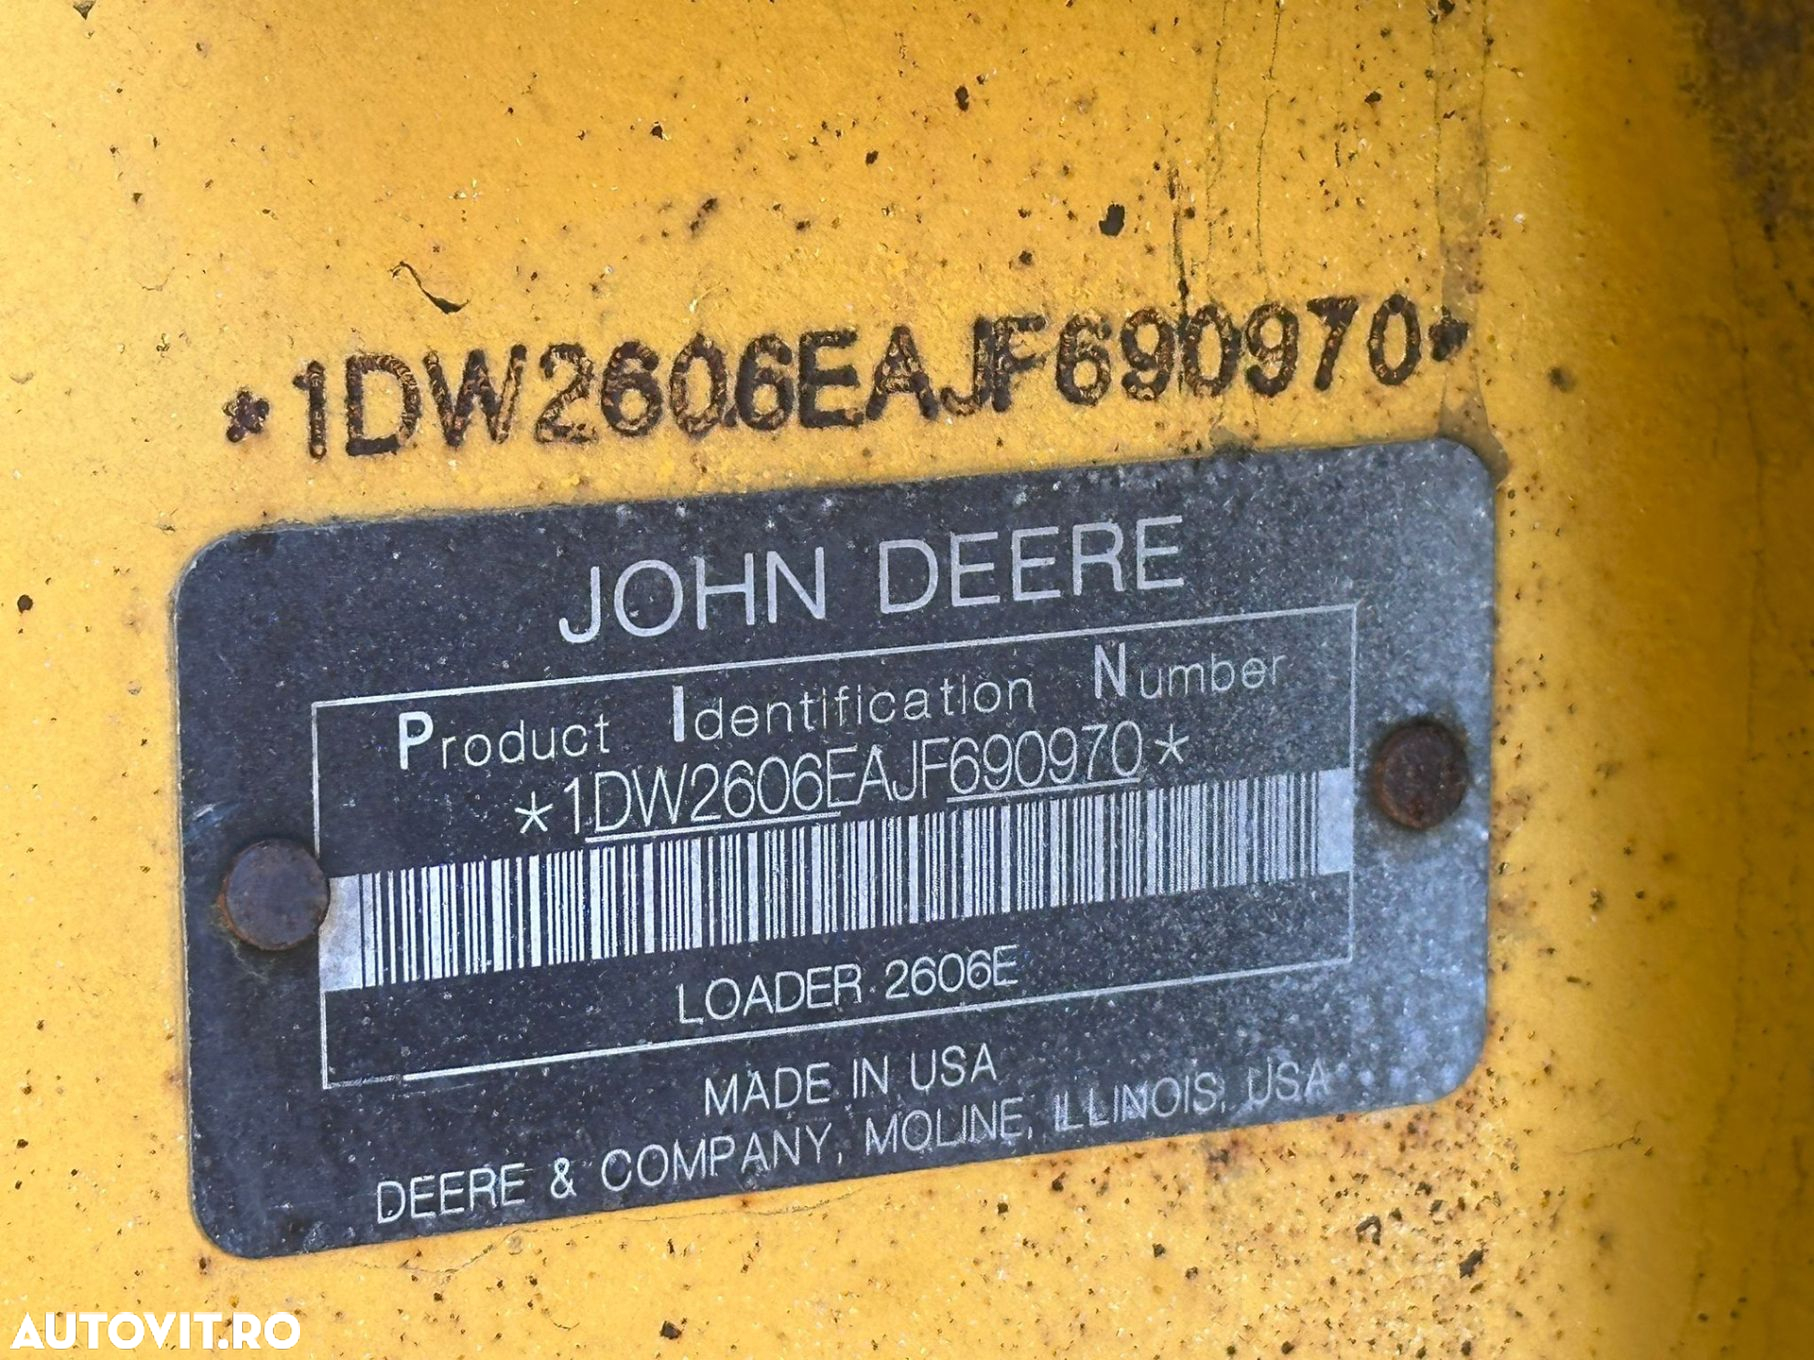 *1DW2606EAJF690970*
JOHN DEERE
Product Identification Number
*1DW2606EAJF690970*
LOADER 2606E
MADE IN USA
DEERE & COMPANY, MOLINE, ILLINOIS, USA
AUTOVIT.RO